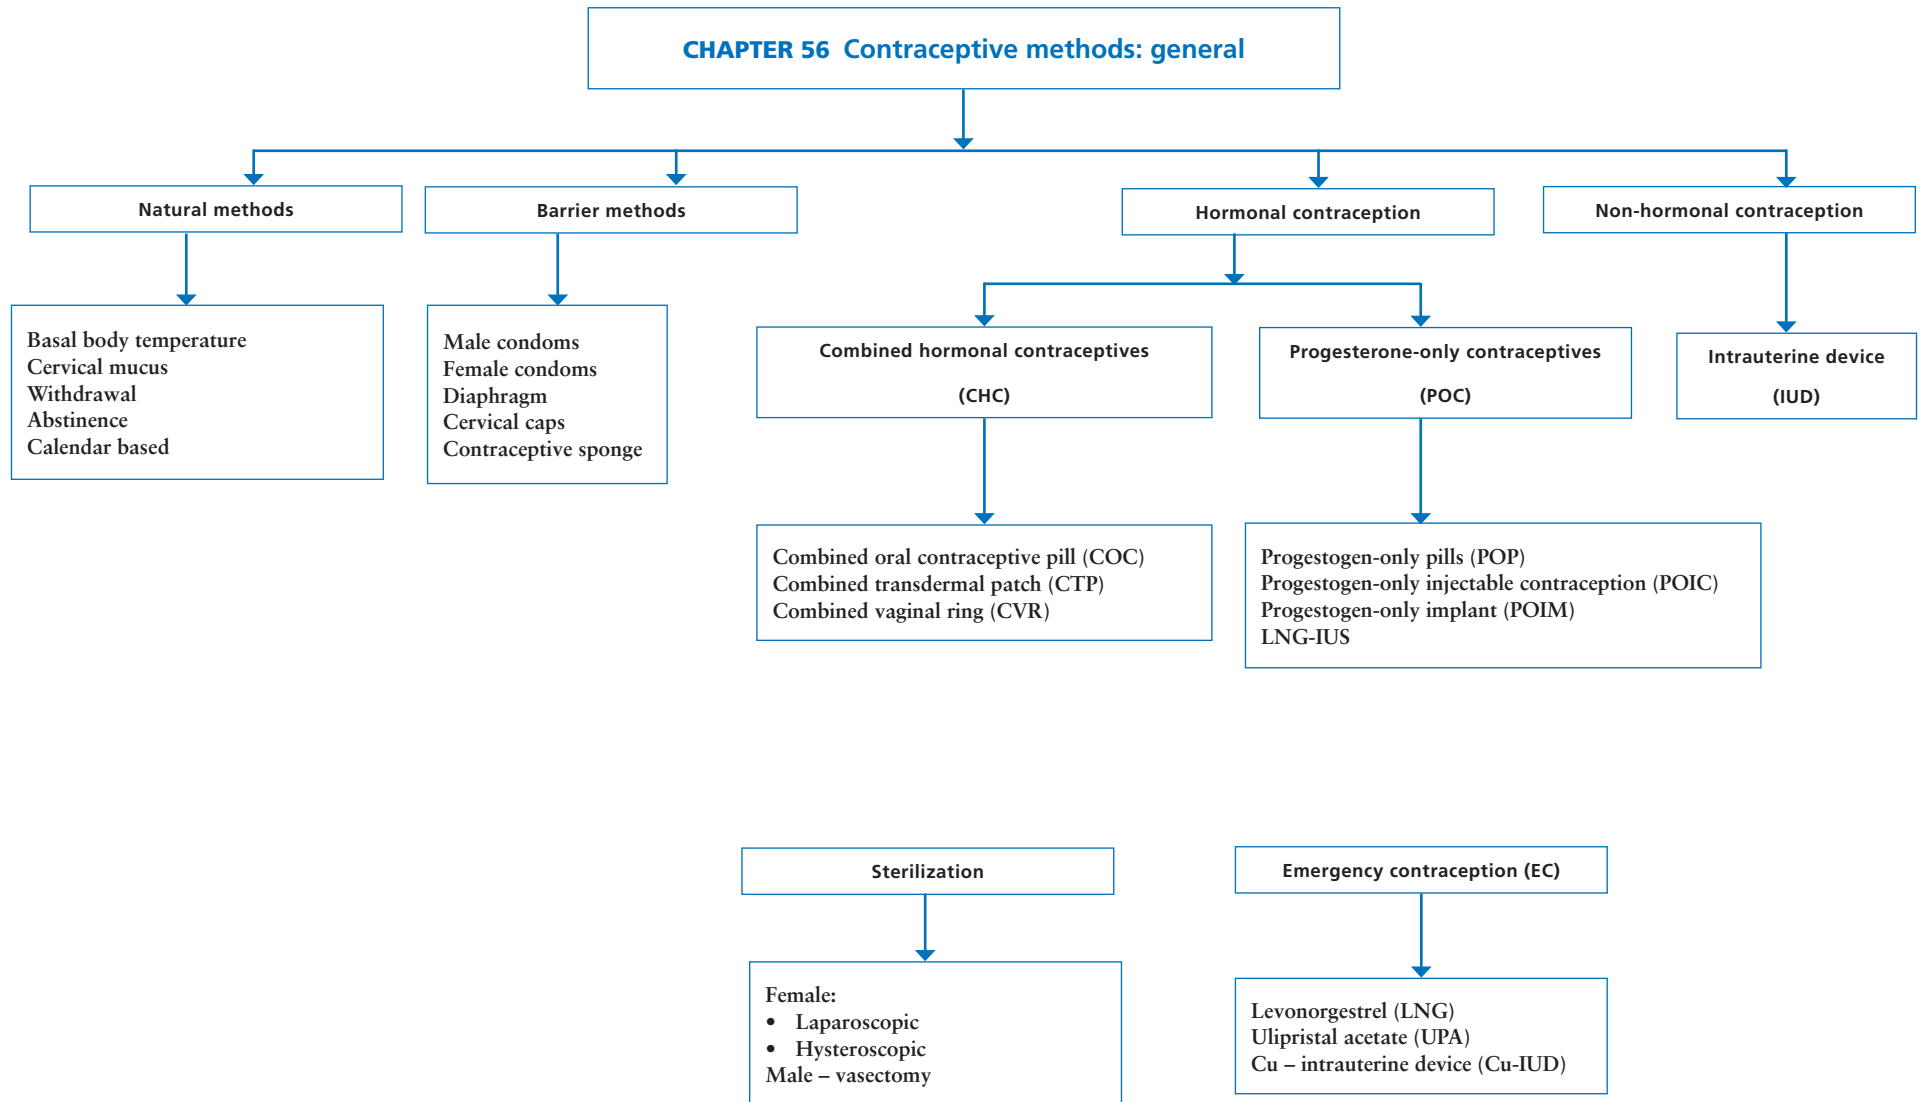 CHAPTER 56 Contraceptive methods: general
Natural methods
Barrier methods
Hormonal contraception
Non-hormonal contraception
Basal body temperature
Cervical mucus
Withdrawal
Abstinence
Calendar based
Male condoms
Female condoms
Diaphragm
Cervical caps
Contraceptive sponge
Combined hormonal contraceptives
(CHC)
Progesterone-only contraceptives
(POC)
Intrauterine device
(IUD)
Combined oral contraceptive pill (COC)
Combined transdermal patch (CTP)
Combined vaginal ring (CVR)
Progestogen-only pills (POP)
Progestogen-only injectable contraception (POIC)
Progestogen-only implant (POIM)
LNG-IUS
Sterilization
Emergency contraception (EC)
Female:
• Laparoscopic
• Hysteroscopic
Male – vasectomy
Levonorgestrel (LNG)
Ulipristal acetate (UPA)
Cu – intrauterine device (Cu-IUD)